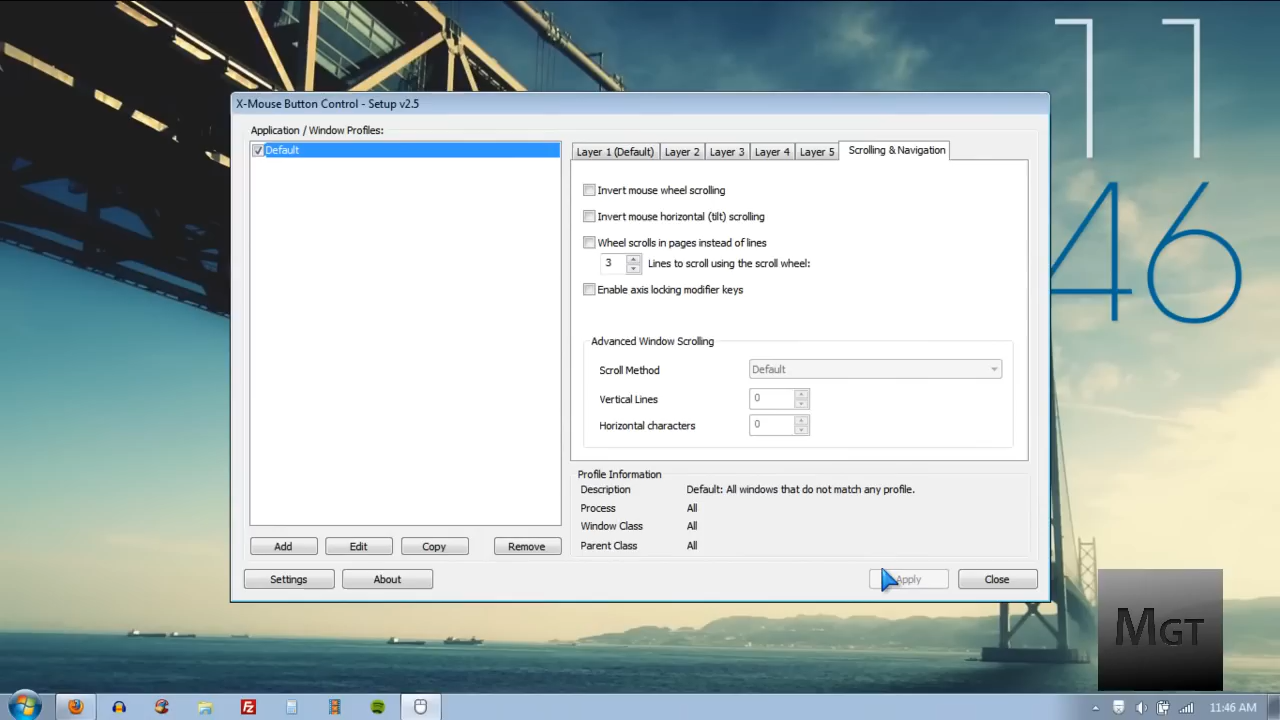 11
46
X-Mouse Button Control - Setup v2.5
Application / Window Profiles:
Default
Layer 1 (Default) Layer 2 Layer 3 Layer 4 Layer 5 Scrolling & Navigation
Invert mouse wheel scrolling
Invert mouse horizontal (tilt) scrolling
Wheel scrolls in pages instead of lines
3 Lines to scroll using the scroll wheel:
Enable axis locking modifier keys
Advanced Window Scrolling
Scroll Method Default
Vertical Lines 0
Horizontal characters 0
Profile Information
Description Default: All windows that do not match any profile.
Process All
Window Class All
Parent Class All
Add Edit Copy Remove
Settings About Apply Close
MGT
FZ
11:46 AM